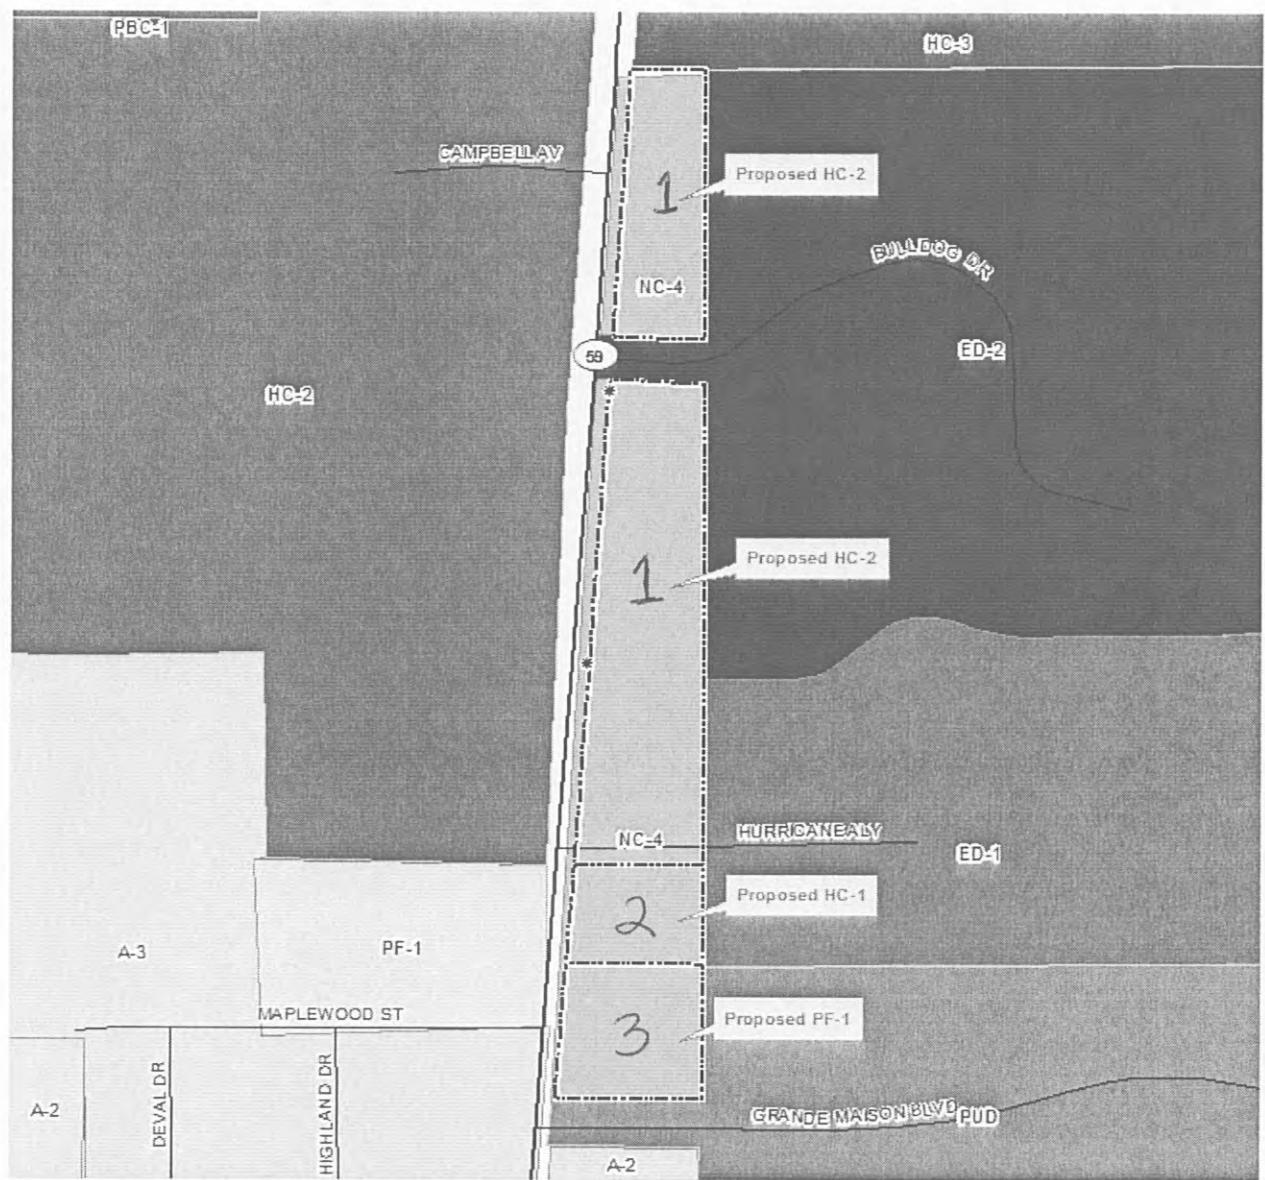 PBC-1
HC-3
CAMPBELL AV
1
Proposed HC-2
BULLDOG DR
NC-4
59
ED-2
HC-2
Proposed HC-2
1
NC-4
HURRICANE ALY
ED-1
Proposed HC-1
2
A-3
PF-1
MAPLEWOOD ST
3
Proposed PF-1
DEVAL DR
HIGHLAND DR
A-2
GRANDE MAISON BLVD
PUD
A-2